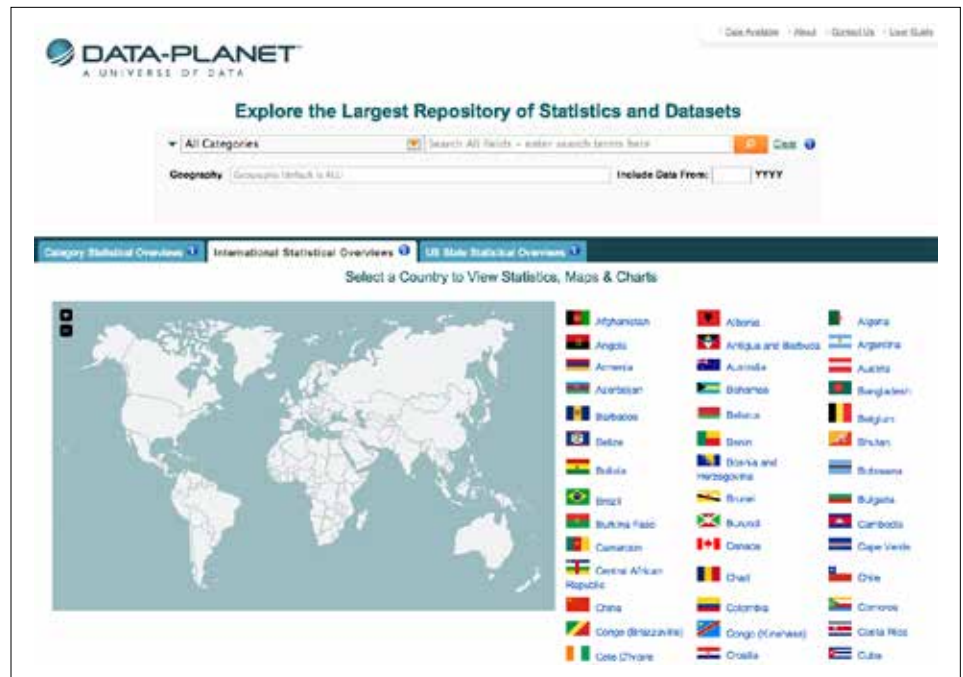 Data Available About Contact Us User Guide
DATA-PLANET™
A UNIVERSE OF DATA
Explore the Largest Repository of Statistics and Datasets
All Categories Search All fields - enter search terms here Clear
Geography Geography (default is ALL) Include Data From: YYYY
Category Statistical Overviews International Statistical Overviews US State Statistical Overviews
Select a Country to View Statistics, Maps & Charts
+
-
Afghanistan Albania Algeria
Angola Antigua and Barbuda Argentina
Armenia Australia Austria
Azerbaijan Bahamas Bangladesh
Barbados Belarus Belgium
Belize Benin Bhutan
Bolivia Bosnia and Herzegovina Botswana
Brazil Brunei Bulgaria
Burkina Faso Burundi Cambodia
Cameroon Canada Cape Verde
Central African Republic Chad Chile
China Colombia Comoros
Congo (Brazzaville) Congo (Kinshasa) Costa Rica
Cote D'Ivoire Croatia Cuba